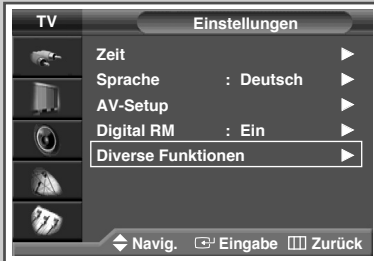 TV Einstellungen
Zeit
Sprache : Deutsch
AV-Setup
Digital RM : Ein
Diverse Funktionen
Navig. Eingabe Zurück